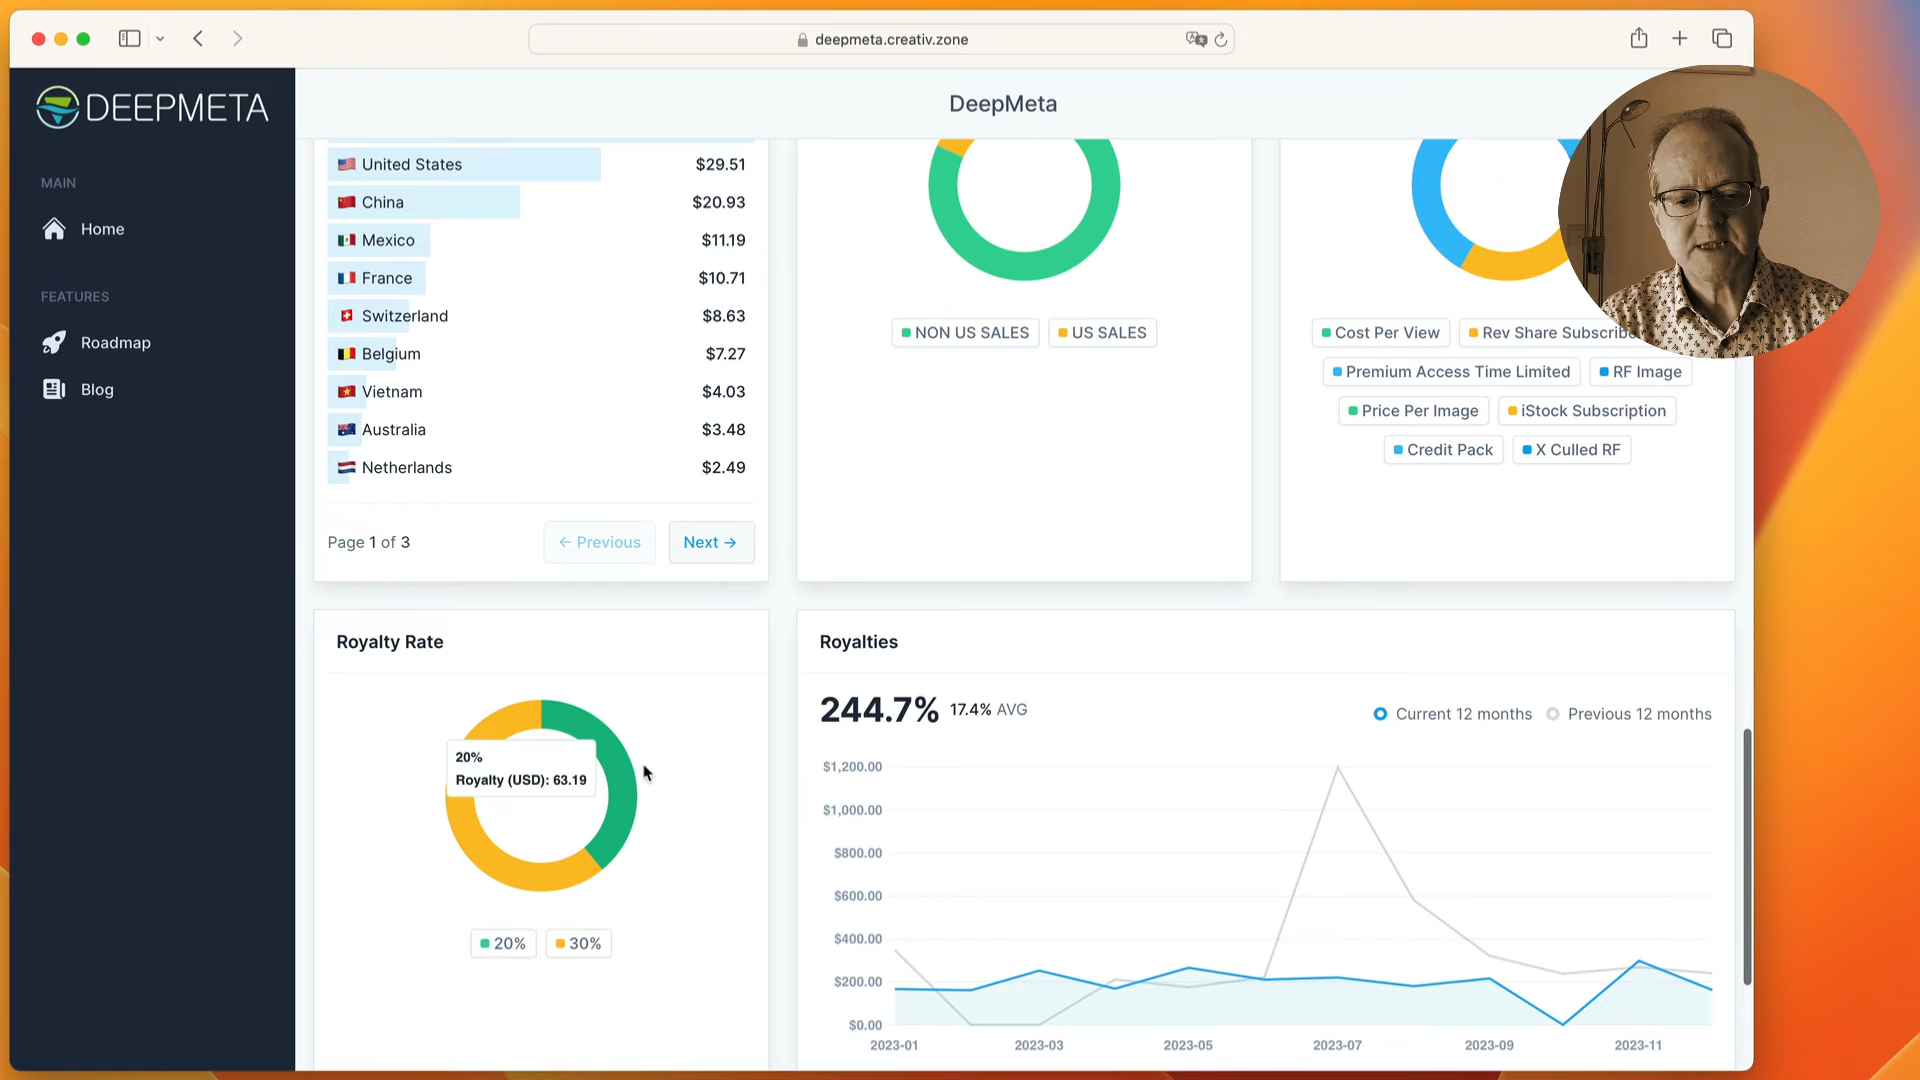 deepmeta.creativ.zone
DEEPMETA
DeepMeta
MAIN
Home
FEATURES
Roadmap
Blog
United States $29.51
China $20.93
Mexico $11.19
France $10.71
Switzerland $8.63
Belgium $7.27
Vietnam $4.03
Australia $3.48
Netherlands $2.49
Page 1 of 3 ← Previous Next →
NON US SALES US SALES
Cost Per View Rev Share
Premium Access Time Limited RF Image
Price Per Image iStock Subscription
Credit Pack X Culled RF
Royalty Rate
20%
Royalty (USD): 63.19
20% 30%
Royalties
244.7% 17.4% AVG
Current 12 months Previous 12 months
$1,200.00
$1,000.00
$800.00
$600.00
$400.00
$200.00
$0.00
2023-01 2023-03 2023-05 2023-07 2023-09 2023-11